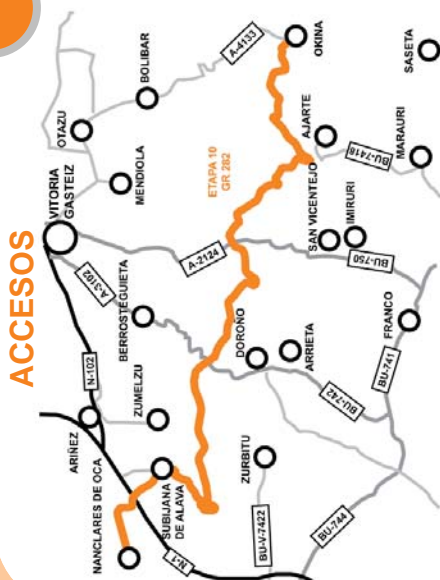 ACCESOS
NANCLARES DE OCA
ARIÑEZ
N-102
VITORIA
GASTEIZ
OTAZU
BOLIBAR
A-4133
OKINA
N-1
SUBIJANA
DE ALAVA
ZUMELZU
A-3102
BERROSTEGUIETA
MENDIOLA
A-2124
ETAPA 10
GR 282
AJARTE
ZURBITU
DOROÑO
ARRIETA
SAN VICENTEJO
IMIRURI
BU-7418
BU-V-7422
BU-742
BU-750
MARAURI
SASETA
BU-744
BU-741
FRANCO